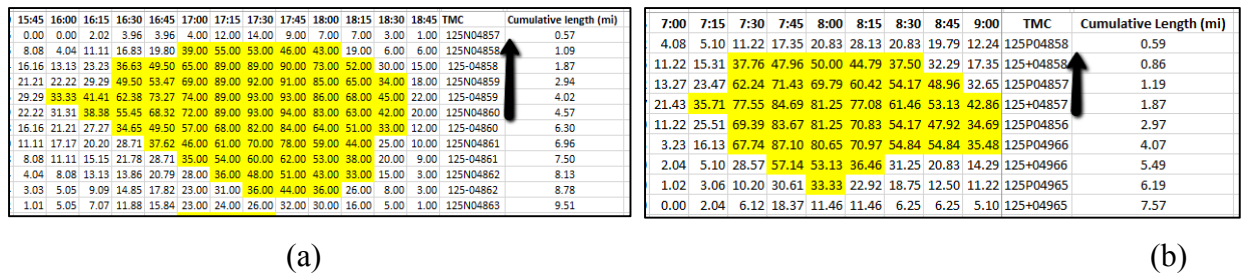 15:45 16:00 16:15 16:30 16:45 17:00 17:15 17:30 17:45 18:00 18:15 18:30 18:45 TMC Cumulative length (mi)
0.00 0.00 2.02 3.96 3.96 4.00 12.00 14.00 9.00 7.00 7.00 3.00 1.00 125N04857 0.57
8.08 4.04 11.11 16.83 19.80 39.00 55.00 53.00 46.00 43.00 19.00 6.00 6.00 125N04858 1.09
16.16 13.13 23.23 36.63 49.50 65.00 89.00 89.00 90.00 73.00 52.00 30.00 15.00 125-04858 1.87
21.21 22.22 29.29 49.50 53.47 69.00 89.00 92.00 91.00 85.00 65.00 34.00 18.00 125N04859 2.94
29.29 33.33 41.41 62.38 73.27 74.00 89.00 93.00 93.00 86.00 68.00 45.00 22.00 125-04859 4.02
22.22 31.31 38.38 55.45 68.32 72.00 89.00 93.00 94.00 83.00 63.00 42.00 20.00 125N04860 4.57
16.16 21.21 27.27 34.65 49.50 57.00 68.00 82.00 84.00 64.00 51.00 33.00 12.00 125-04860 6.30
11.11 17.17 20.20 28.71 37.62 46.00 61.00 70.00 78.00 59.00 44.00 25.00 10.00 125N04861 6.96
8.08 11.11 15.15 21.78 28.71 35.00 54.00 60.00 62.00 53.00 38.00 20.00 9.00 125-04861 7.50
4.04 8.08 13.13 13.86 20.79 28.00 36.00 48.00 51.00 43.00 33.00 15.00 3.00 125N04862 8.13
3.03 5.05 9.09 14.85 17.82 23.00 31.00 36.00 44.00 36.00 26.00 8.00 3.00 125-04862 8.78
1.01 5.05 7.07 11.88 15.84 23.00 24.00 26.00 32.00 30.00 16.00 5.00 1.00 125N04863 9.51
(a)
7:00 7:15 7:30 7:45 8:00 8:15 8:30 8:45 9:00 TMC Cumulative Length (mi)
4.08 5.10 11.22 17.35 20.83 28.13 20.83 19.79 12.24 125P04858 0.59
11.22 15.31 37.76 47.96 50.00 44.79 37.50 32.29 17.35 125+04858 0.86
13.27 23.47 62.24 71.43 69.79 60.42 54.17 48.96 32.65 125P04857 1.19
21.43 35.71 77.55 84.69 81.25 77.08 61.46 53.13 42.86 125+04857 1.87
11.22 25.51 69.39 83.67 81.25 70.83 54.17 47.92 34.69 125P04856 2.97
3.23 16.13 67.74 87.10 80.65 70.97 54.84 54.84 35.48 125P04966 4.07
2.04 5.10 28.57 57.14 53.13 36.46 31.25 20.83 14.29 125+04966 5.49
1.02 3.06 10.20 30.61 33.33 22.92 18.75 12.50 11.22 125P04965 6.19
0.00 2.04 6.12 18.37 11.46 11.46 6.25 6.25 5.10 125+04965 7.57
(b)